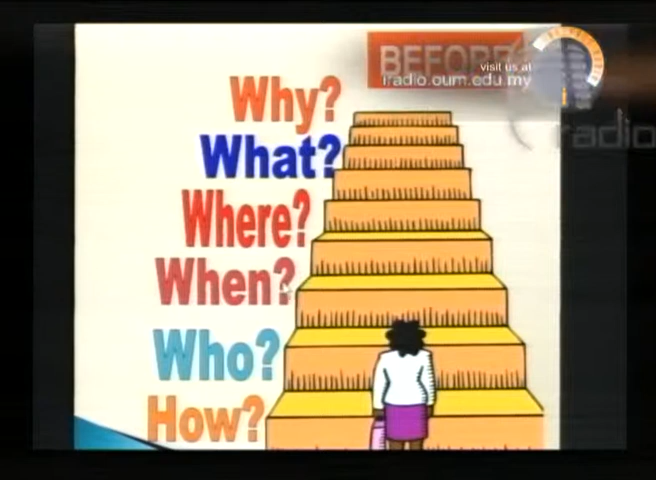 BEFORE
visit us at
iradio.oum.edu.my
iradio
Why?
What?
Where?
When?
Who?
How?